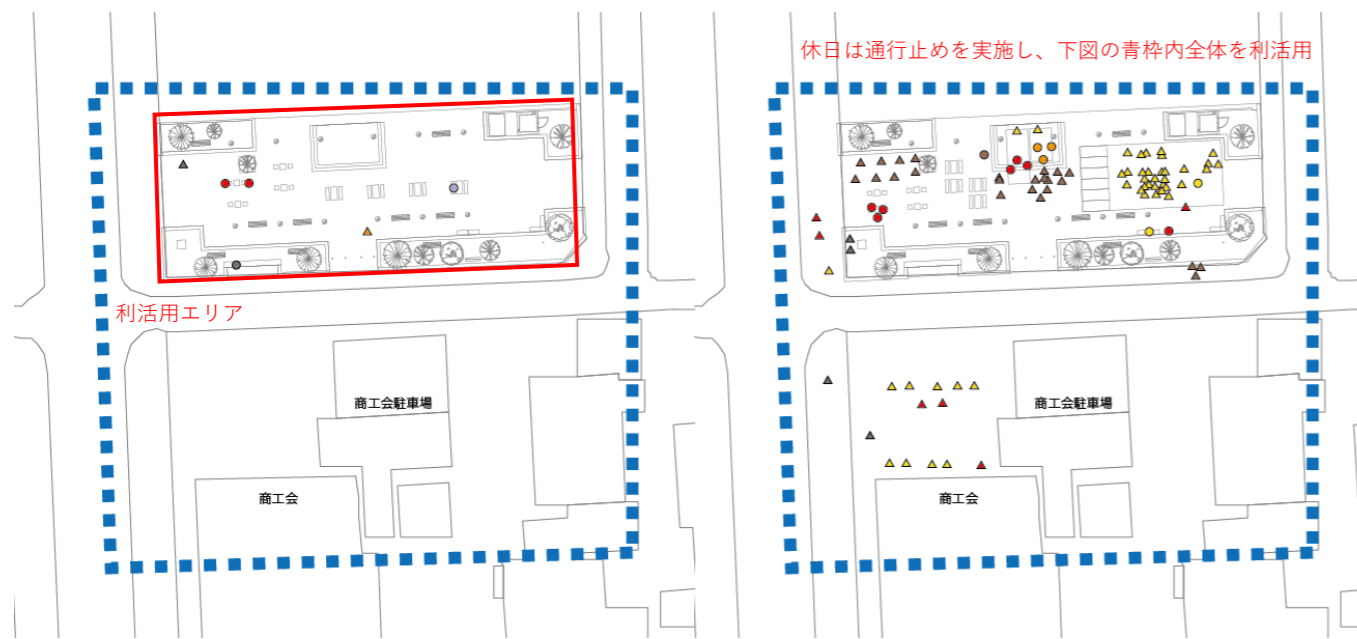 休日は通行止めを実施し、下図の青枠内全体を利活用
利活用エリア
商工会駐車場
商工会
商工会駐車場
商工会